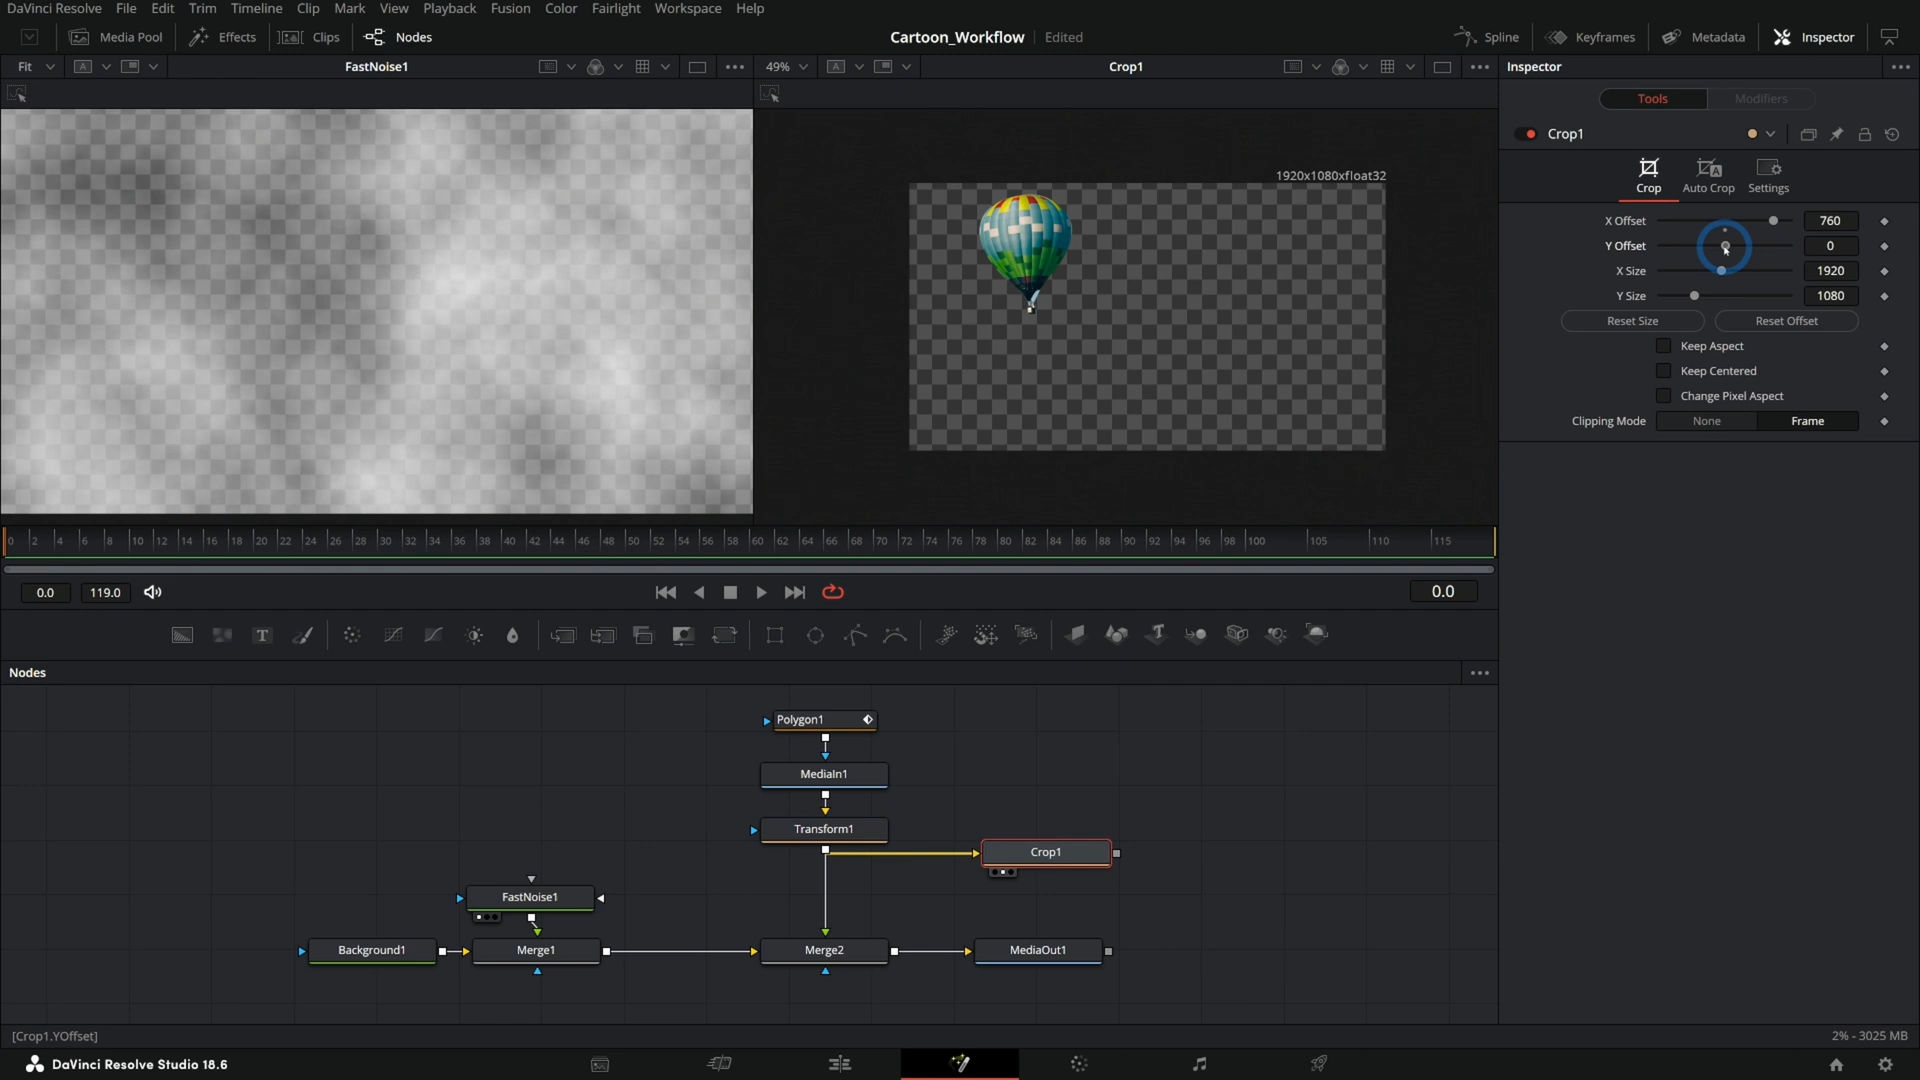 DaVinci Resolve File Edit Trim Timeline Clip Mark View Playback Fusion Color Fairlight Workspace Help
Media Pool Effects Clips Nodes Cartoon_Workflow Edited Spline Keyframes Metadata Inspector
Fit A FastNoise1 49% A Crop1 Inspector
Tools Modifiers
Crop1
Crop Auto Crop Settings
1920x1080xfloat32
X Offset 760
Y Offset 0
X Size 1920
Y Size 1080
Reset Size Reset Offset
Keep Aspect
Keep Centered
Change Pixel Aspect
Clipping Mode None Frame
0 2 4 6 8 10 12 14 16 18 20 22 24 26 28 30 32 34 36 38 40 42 44 46 48 50 52 54 56 58 60 62 64 66 68 70 72 74 76 78 80 82 84 86 88 90 92 94 96 98 100 105 110 115
0.0 119.0 0.0
Nodes
Polygon1
MediaIn1
Transform1
Crop1
FastNoise1
Background1 Merge1 Merge2 MediaOut1
[Crop1.YOffset] 2% - 3025 MB
DaVinci Resolve Studio 18.6